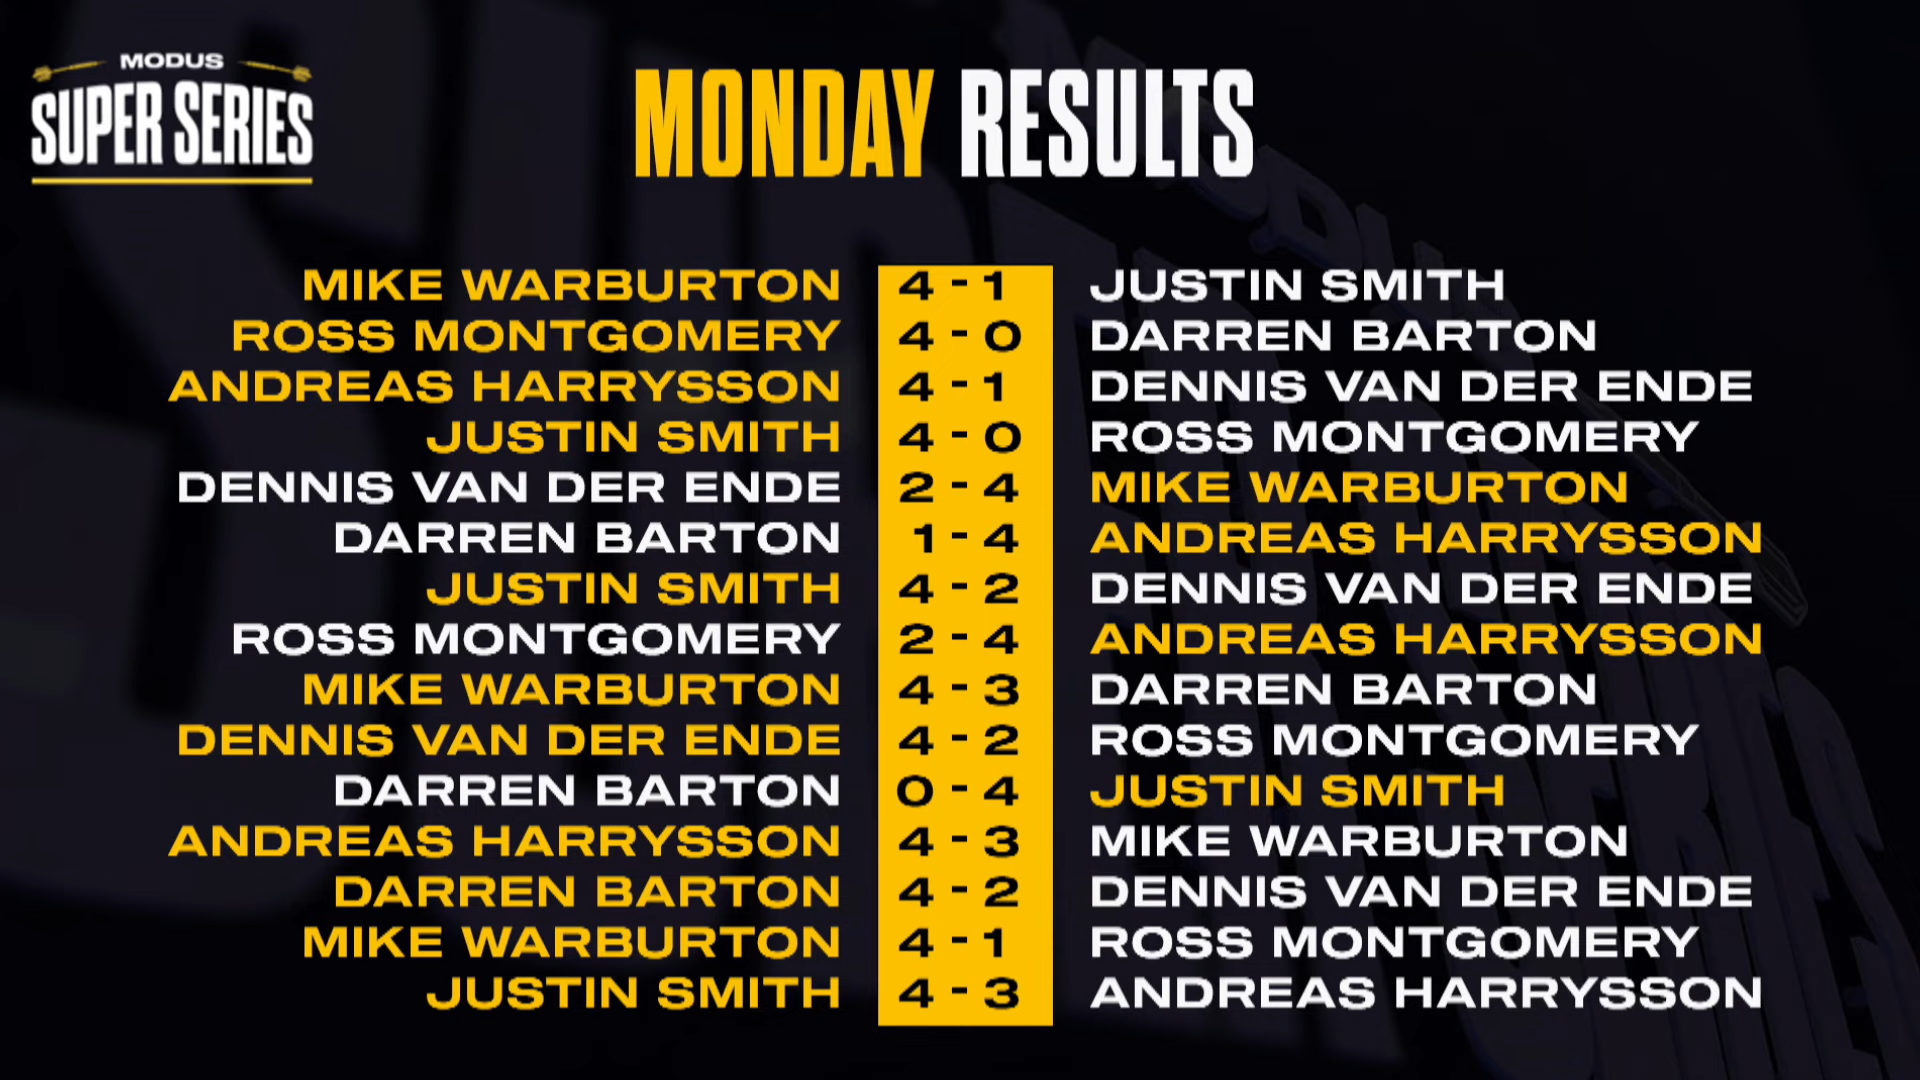 MODUS
SUPER SERIES
MONDAY RESULTS
MIKE WARBURTON 4 - 1 JUSTIN SMITH
ROSS MONTGOMERY 4 - 0 DARREN BARTON
ANDREAS HARRYSSON 4 - 1 DENNIS VAN DER ENDE
JUSTIN SMITH 4 - 0 ROSS MONTGOMERY
DENNIS VAN DER ENDE 2 - 4 MIKE WARBURTON
DARREN BARTON 1 - 4 ANDREAS HARRYSSON
JUSTIN SMITH 4 - 2 DENNIS VAN DER ENDE
ROSS MONTGOMERY 2 - 4 ANDREAS HARRYSSON
MIKE WARBURTON 4 - 3 DARREN BARTON
DENNIS VAN DER ENDE 4 - 2 ROSS MONTGOMERY
DARREN BARTON 0 - 4 JUSTIN SMITH
ANDREAS HARRYSSON 4 - 3 MIKE WARBURTON
DARREN BARTON 4 - 2 DENNIS VAN DER ENDE
MIKE WARBURTON 4 - 1 ROSS MONTGOMERY
JUSTIN SMITH 4 - 3 ANDREAS HARRYSSON